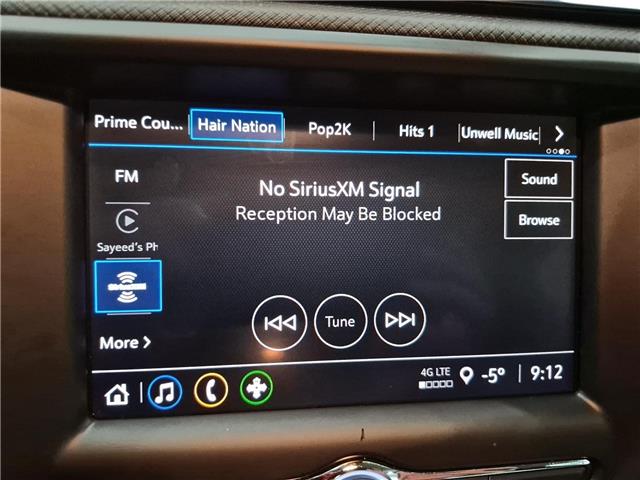 Prime Cou...
Hair Nation
Pop2K
Hits 1
Unwell Music
FM
No SiriusXM Signal
Reception May Be Blocked
Sound
Browse
Sayeed's Ph
SiriusXM
Tune
More >
4G LTE
-5°
9:12